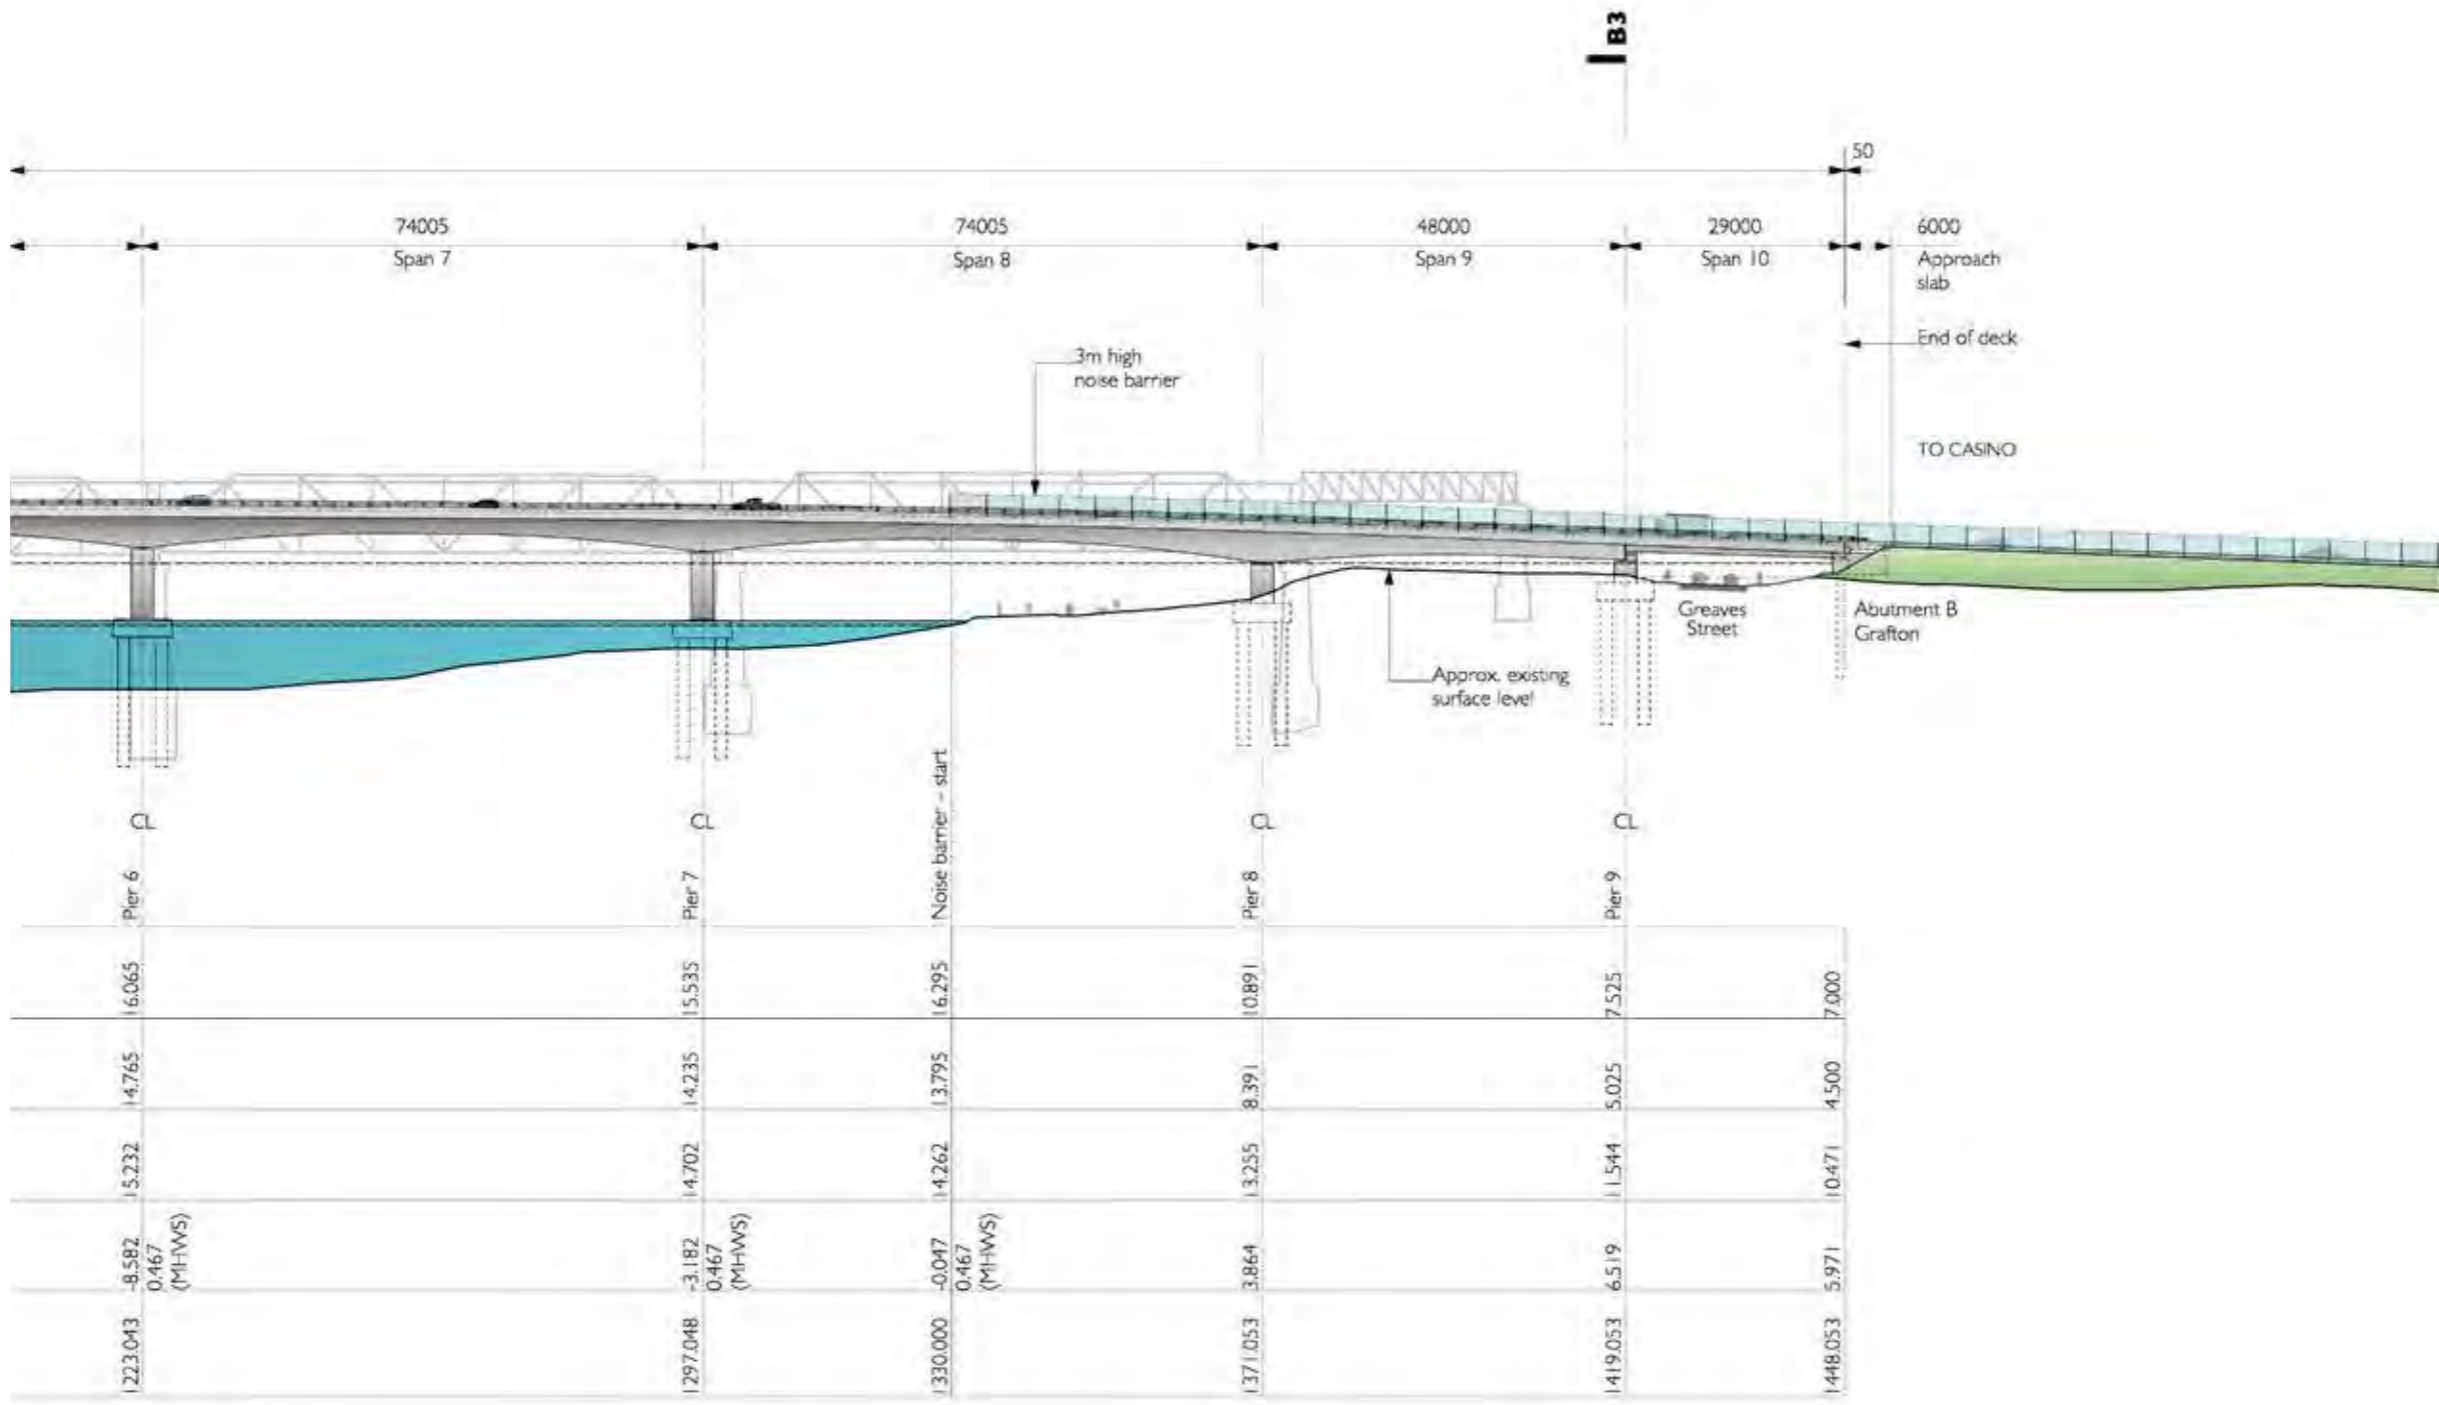 B3
50
74005
74005
48000
29000
6000
Span 7
Span 8
Span 9
Span 10
Approach
slab
End of deck
3m high
noise barrier
TO CASINO
Greaves
Street
Abutment B
Grafton
Approx. existing
surface level
CL
CL
CL
CL
Pier 6
Pier 7
Noise barrier – start
Pier 8
Pier 9
16.065
15.535
16.295
10.891
7.525
7.000
14.765
14.235
13.795
8.391
5.025
4.500
15.232
14.702
14.262
13.255
11.544
10.471
-8.582
0.467
(MHWS)
-3.182
0.467
(MHWS)
-0.047
0.467
(MHWS)
3.864
6.519
5.971
1223.043
1297.048
1330.000
1371.053
1419.053
1448.053